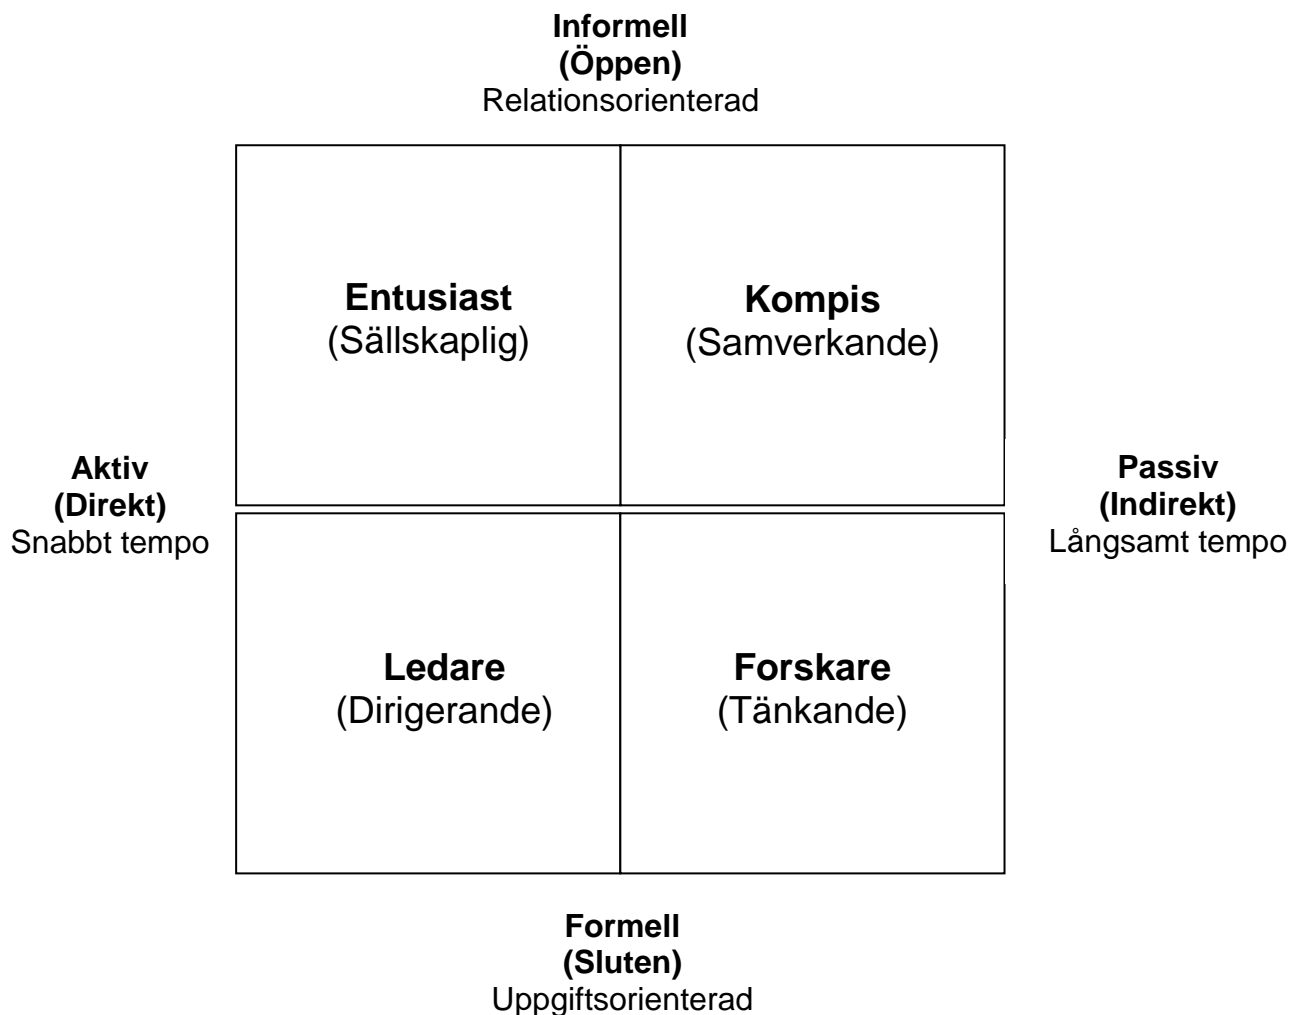 Informell
(Öppen)
Relationsorienterad
Entusiast
(Sällskaplig)
Kompis
(Samverkande)
Aktiv
(Direkt)
Snabbt tempo
Passiv
(Indirekt)
Långsamt tempo
Ledare
(Dirigerande)
Forskare
(Tänkande)
Formell
(Sluten)
Uppgiftsorienterad